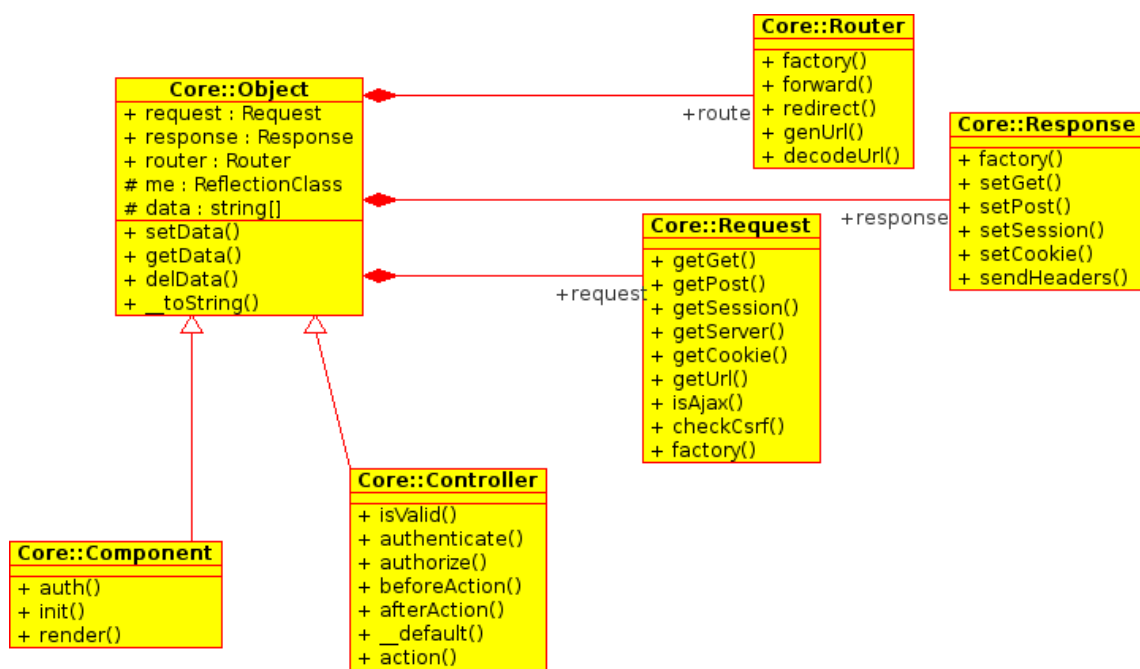 Core::Router
+ factory()
+ forward()
+ redirect()
+ genUrl()
+ decodeUrl()
Core::Object
+ request : Request
+ response : Response
+ router : Router
# me : ReflectionClass
# data : string[]
+ setData()
+ getData()
+ delData()
+ __toString()
+route
+response
+request
Core::Response
+ factory()
+ setGet()
+ setPost()
+ setSession()
+ setCookie()
+ sendHeaders()
Core::Request
+ getGet()
+ getPost()
+ getSession()
+ getServer()
+ getCookie()
+ getUrl()
+ isAjax()
+ checkCsrf()
+ factory()
Core::Controller
+ isValid()
+ authenticate()
+ authorize()
+ beforeAction()
+ afterAction()
+ __default()
+ action()
Core::Component
+ auth()
+ init()
+ render()